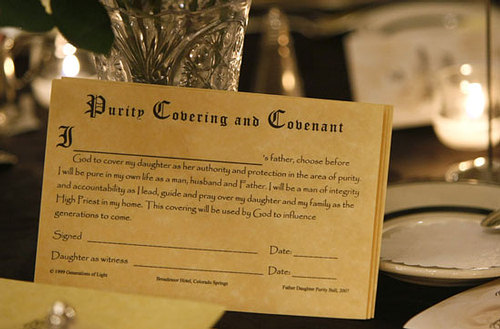 Purity Covering and Covenant
I ______________________________'s father, choose before
God to cover my daughter as her authority and protection in the area of purity.
I will be pure in my own life as a man, husband and Father. I will be a man of integrity
and accountability as I lead, guide and pray over my daughter and my family as the
High Priest in my home. This covering will be used by God to influence
generations to come.
Signed ______________________________ Date: __________
Daughter as witness ______________________ Date: __________
© 1999 Generations of Light Broadmoor Hotel, Colorado Springs Father Daughter Purity Ball, 2007